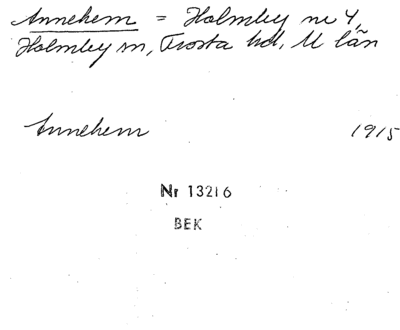 Annehem = Holmby nr 4,
Holmby sn, Frosta hd, M län
Annehem 1915
Nr 13216
BEK